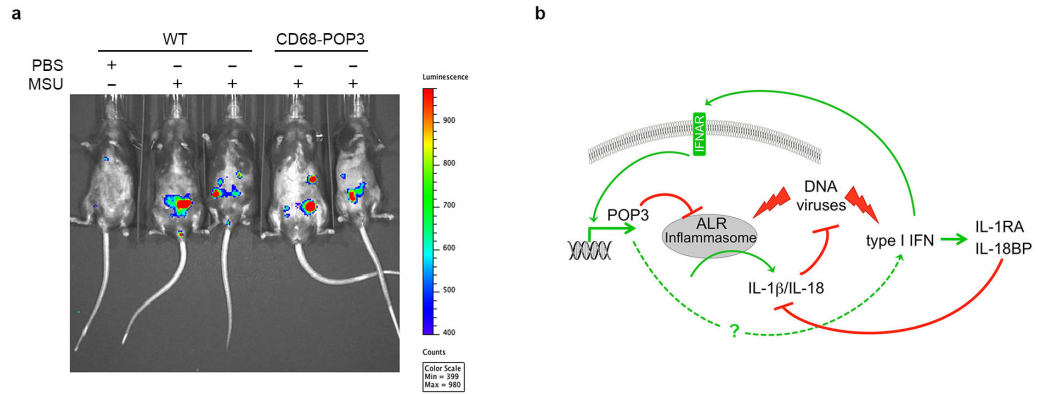 a
WT
CD68-POP3
PBS + – – – –
MSU – + + + +
Luminescence
900
800
700
600
500
400
Counts
Color Scale
Min = 399
Max = 980
b
IFNAR
POP3
ALR
Inflammasome
DNA
viruses
type I IFN
IL-1RA
IL-18BP
IL-1β/IL-18
?